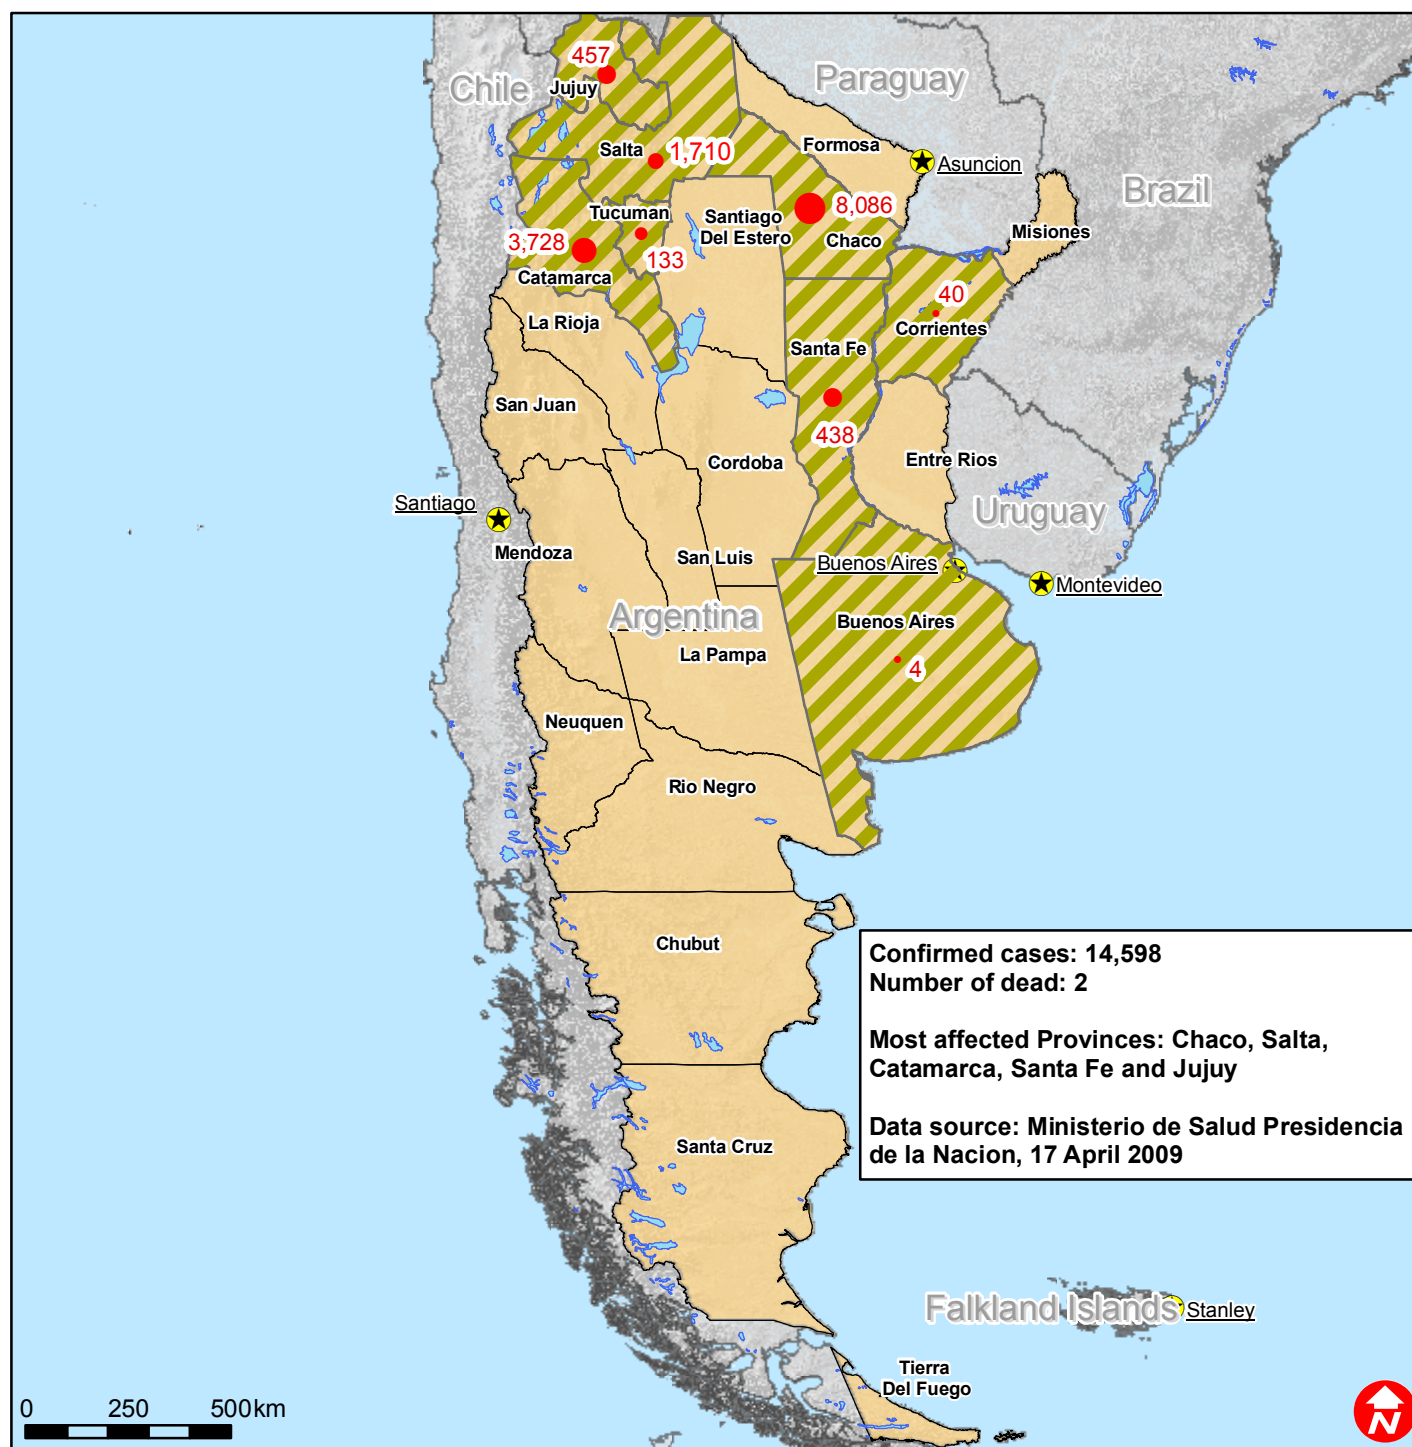 457
Chile
Jujuy
Paraguay
Formosa
Salta
1,710
Asuncion
Brazil
8,086
Tucuman
Santiago
Del Estero
Chaco
Misiones
3,728
133
Catamarca
40
La Rioja
Corrientes
Santa Fe
San Juan
438
Cordoba
Entre Rios
Santiago
Uruguay
Mendoza
San Luis
Buenos Aires
Montevideo
Argentina
Buenos Aires
La Pampa
4
Neuquen
Rio Negro
Chubut
Confirmed cases: 14,598
Number of dead: 2
Most affected Provinces: Chaco, Salta,
Catamarca, Santa Fe and Jujuy
Data source: Ministerio de Salud Presidencia
de la Nacion, 17 April 2009
Santa Cruz
Falkland Islands
Stanley
Tierra
Del Fuego
0 250 500km
N